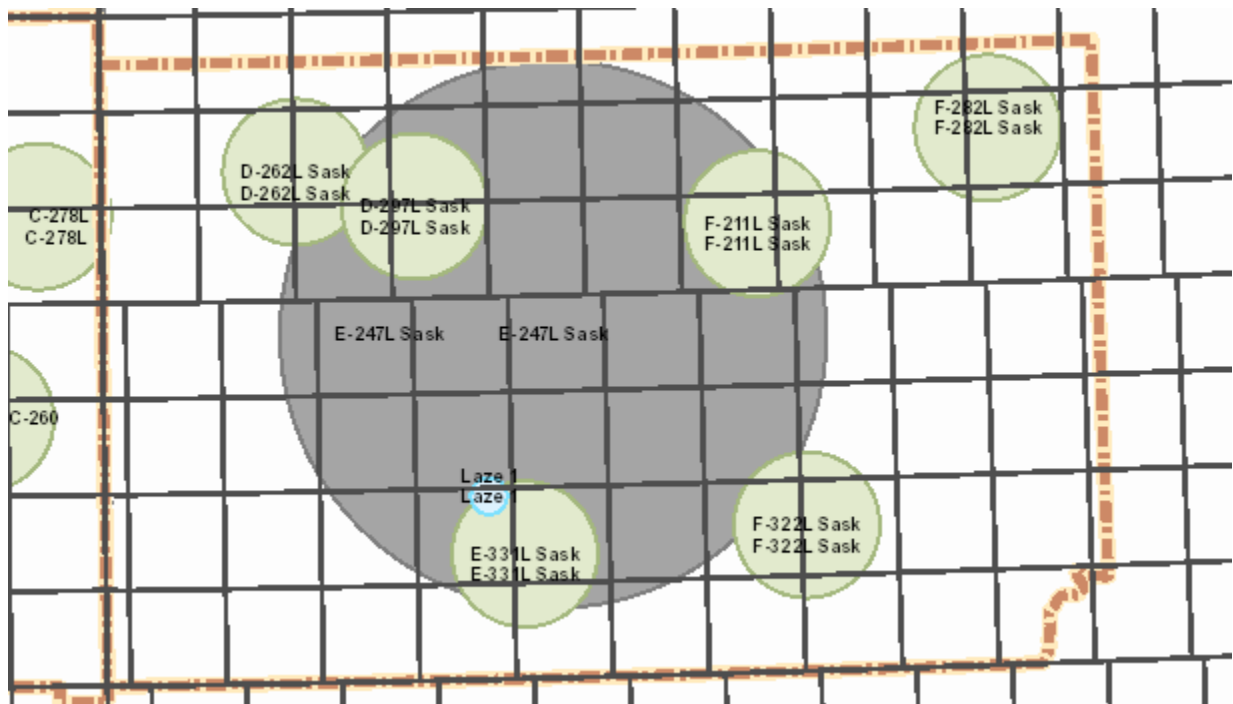 F-282L Sask
F-282L Sask
D-262L Sask
D-262L Sask
D-297L Sask
D-297L Sask
C-278L
C-278L
F-211L Sask
F-211L Sask
E-247L Sask
E-247L Sask
C-260
Laze 1
Laze 1
E-331L Sask
E-331L Sask
F-322L Sask
F-322L Sask